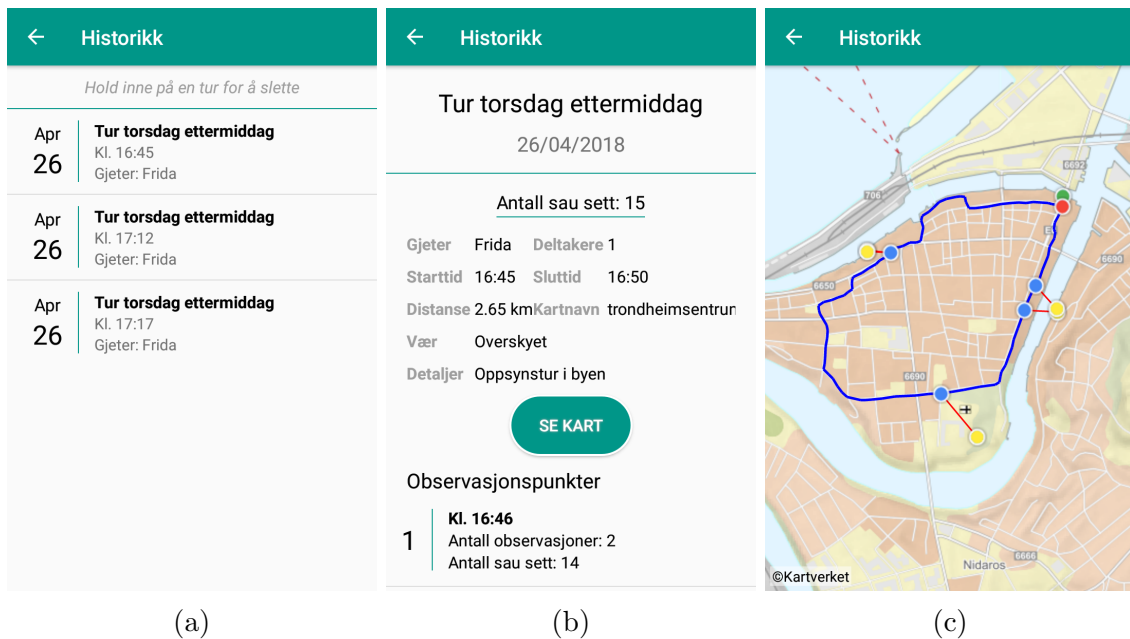 Historikk
Hold inne på en tur for å slette
Apr
26
Tur torsdag ettermiddag
Kl. 16:45
Gjeter: Frida
Apr
26
Tur torsdag ettermiddag
Kl. 17:12
Gjeter: Frida
Apr
26
Tur torsdag ettermiddag
Kl. 17:17
Gjeter: Frida
(a)
Historikk
Tur torsdag ettermiddag
26/04/2018
Antall sau sett: 15
Gjeter Frida Deltakere 1
Starttid 16:45 Sluttid 16:50
Distanse 2.65 km Kartnavn trondheimsentrum
Vær Overskyet
Detaljer Oppsynstur i byen
SE KART
Observasjonspunkter
1
Kl. 16:46
Antall observasjoner: 2
Antall sau sett: 14
(b)
Historikk
6692
706
6690
6650
6690
6666
Nidaros
©Kartverket
(c)